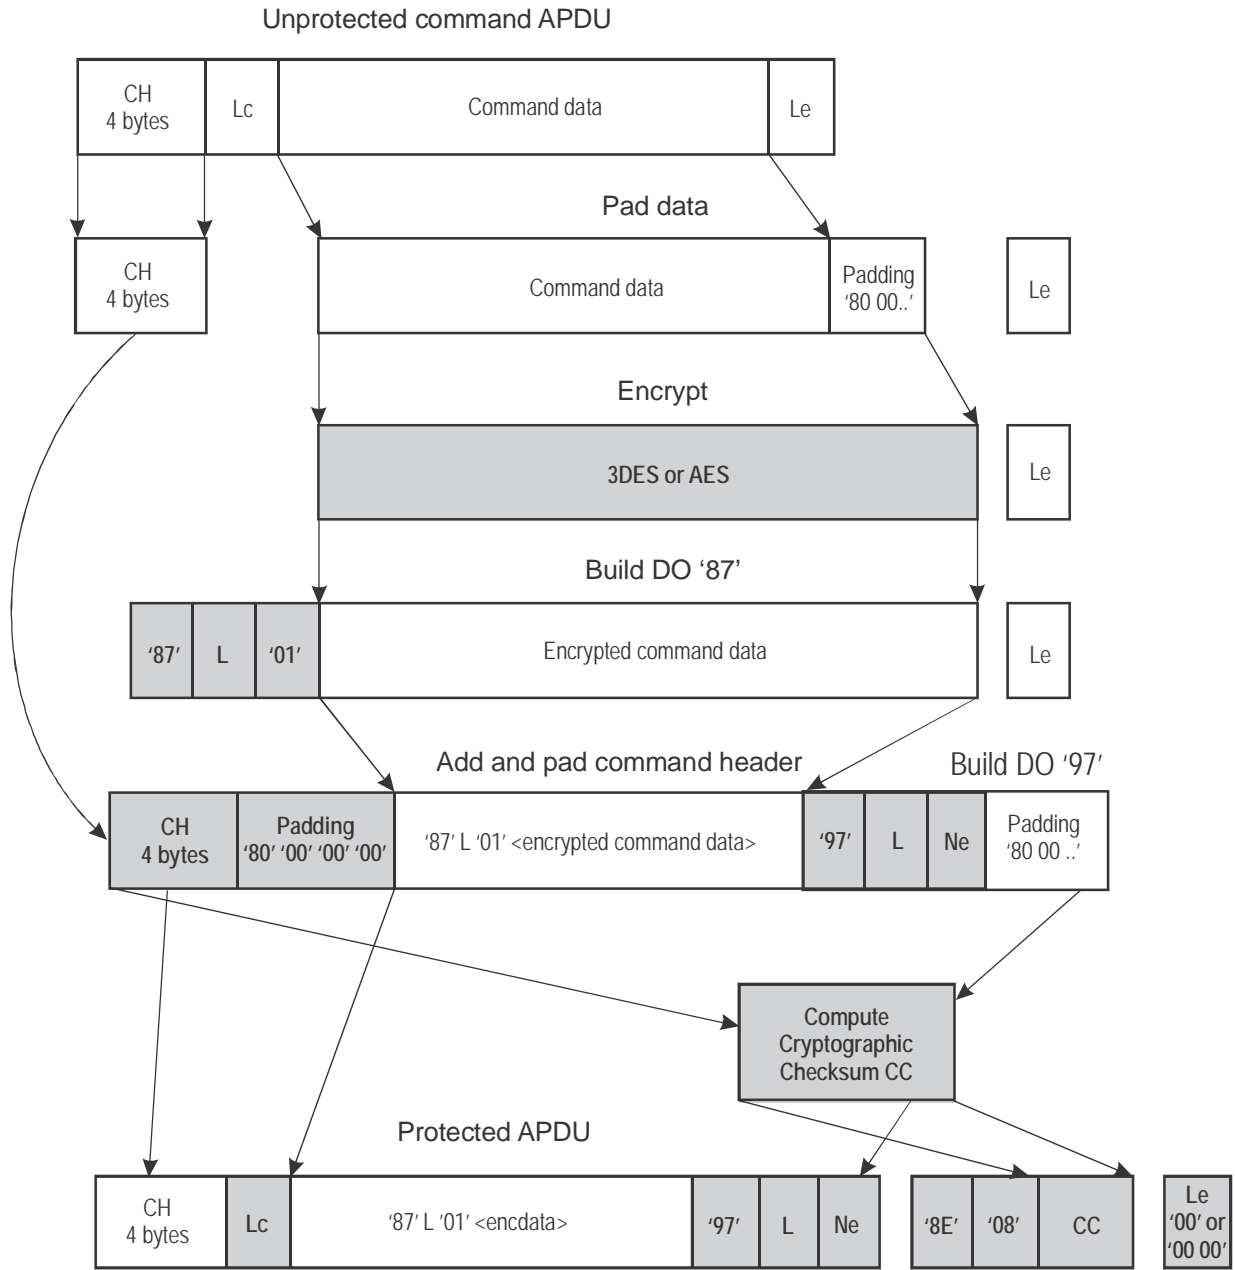 Unprotected command APDU
CH
4 bytes
Lc
Command data
Le
Pad data
CH
4 bytes
Command data
Padding
‘80 00..’
Le
Encrypt
3DES or AES
Le
Build DO ‘87’
‘87’
L
‘01’
Encrypted command data
Le
Add and pad command header
Build DO ‘97’
CH
4 bytes
Padding
‘80’ ‘00’ ‘00’ ‘00’
‘87’ L ‘01’ <encrypted command data>
‘97’
L
Ne
Padding
‘80 00 ..’
Compute
Cryptographic
Checksum CC
Protected APDU
CH
4 bytes
Lc
‘87’ L ‘01’ <encdata>
‘97’
L
Ne
‘8E’
‘08’
CC
Le
‘00’ or
‘00 00’